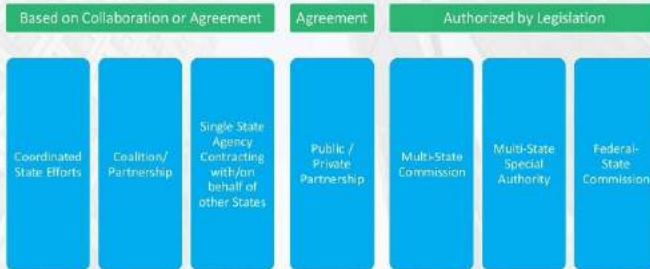 Based on Collaboration or Agreement
Agreement
Authorized by Legislation
Coordinated
State Efforts
Coalition/
Partnership
Single State
Agency
Contracting
with/on
behalf of
other States
Public /
Private
Partnership
Multi-State
Commission
Multi-State
Special
Authority
Federal-
State
Commission